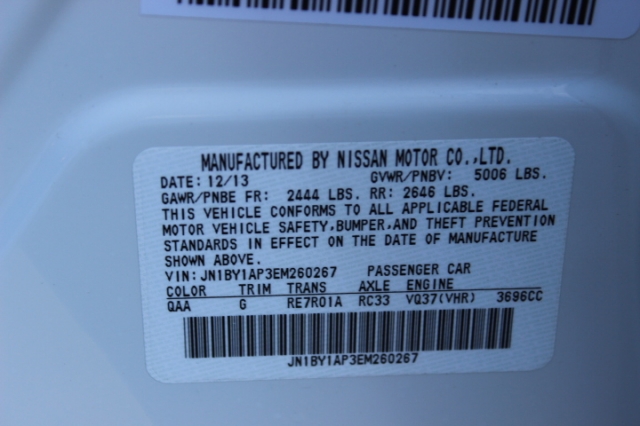 MANUFACTURED BY NISSAN MOTOR CO.,LTD.
DATE: 12/13 GVWR/PNBV: 5006 LBS.
GAWR/PNBE FR: 2444 LBS. RR: 2646 LBS.
THIS VEHICLE CONFORMS TO ALL APPLICABLE FEDERAL
MOTOR VEHICLE SAFETY,BUMPER,AND THEFT PREVENTION
STANDARDS IN EFFECT ON THE DATE OF MANUFACTURE
SHOWN ABOVE.
VIN: JN1BY1AP3EM260267 PASSENGER CAR
COLOR TRIM TRANS AXLE ENGINE
QAA G RE7R01A RC33 VQ37(VHR) 3696CC
JN1BY1AP3EM260267